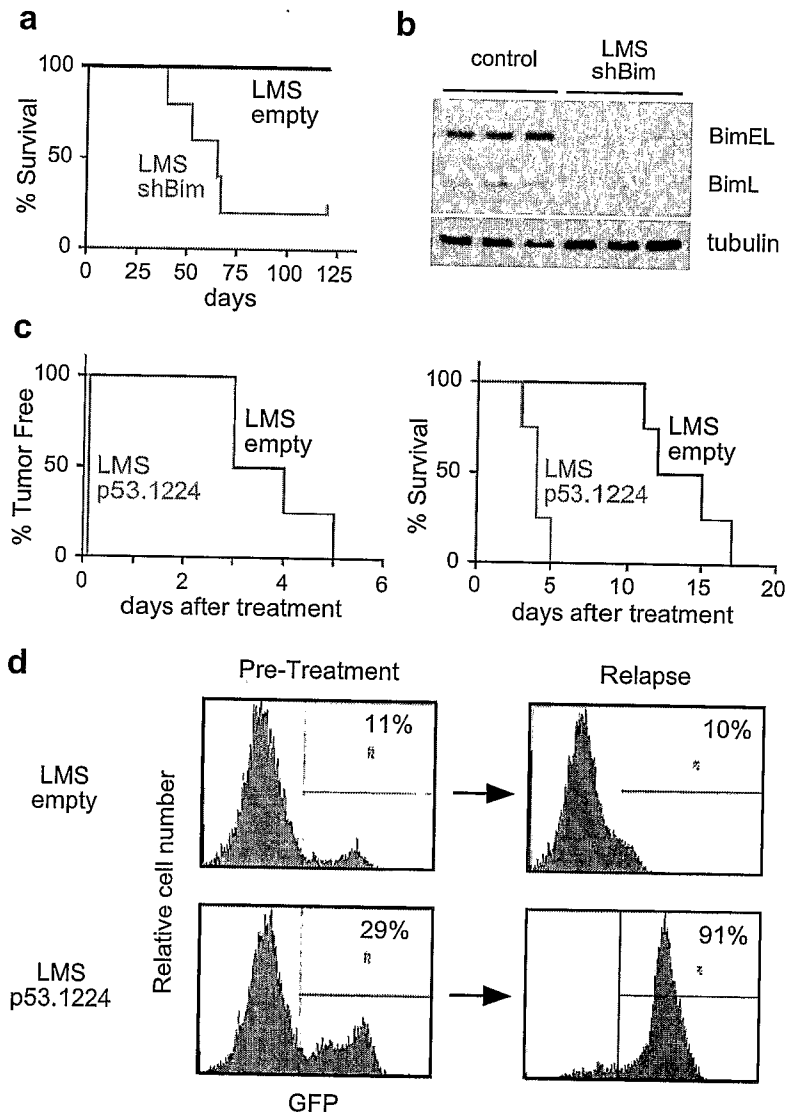 a
% Survival
100
50
0
LMS
empty
LMS
shBim
0 25 50 75 100 125
days
b
control
LMS
shBim
BimEL
BimL
tubulin
c
% Tumor Free
100
50
0
LMS
empty
LMS
p53.1224
0 2 4 6
days after treatment
% Survival
100
50
0
LMS
empty
LMS
p53.1224
0 5 10 15 20
days after treatment
d
Pre-Treatment
Relapse
LMS
empty
11%
10%
Relative cell number
LMS
p53.1224
29%
91%
GFP